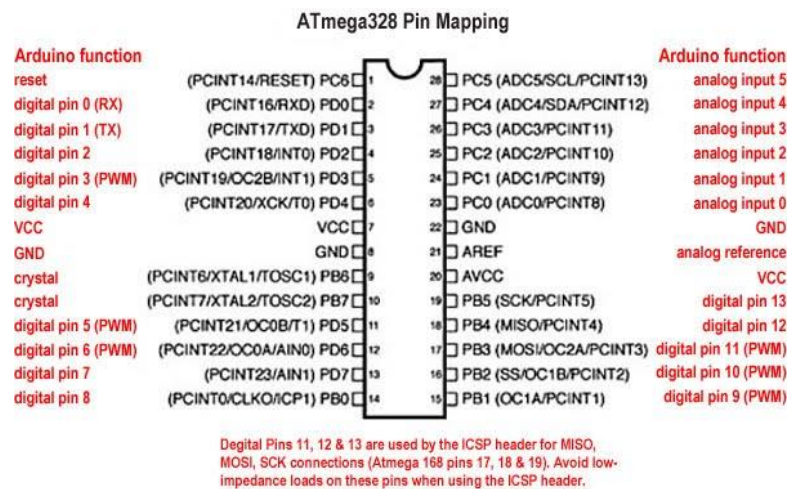 ATmega328 Pin Mapping
Arduino function Arduino function
reset (PCINT14/RESET) PC6 1 28 PC5 (ADC5/SCL/PCINT13) analog input 5
digital pin 0 (RX) (PCINT16/RXD) PD0 2 27 PC4 (ADC4/SDA/PCINT12) analog input 4
digital pin 1 (TX) (PCINT17/TXD) PD1 3 26 PC3 (ADC3/PCINT11) analog input 3
digital pin 2 (PCINT18/INT0) PD2 4 25 PC2 (ADC2/PCINT10) analog input 2
digital pin 3 (PWM) (PCINT19/OC2B/INT1) PD3 5 24 PC1 (ADC1/PCINT9) analog input 1
digital pin 4 (PCINT20/XCK/T0) PD4 6 23 PC0 (ADC0/PCINT8) analog input 0
VCC VCC 7 22 GND GND
GND GND 8 21 AREF analog reference
crystal (PCINT6/XTAL1/TOSC1) PB6 9 20 AVCC VCC
crystal (PCINT7/XTAL2/TOSC2) PB7 10 19 PB5 (SCK/PCINT5) digital pin 13
digital pin 5 (PWM) (PCINT21/OC0B/T1) PD5 11 18 PB4 (MISO/PCINT4) digital pin 12
digital pin 6 (PWM) (PCINT22/OC0A/AIN0) PD6 12 17 PB3 (MOSI/OC2A/PCINT3) digital pin 11 (PWM)
digital pin 7 (PCINT23/AIN1) PD7 13 16 PB2 (SS/OC1B/PCINT2) digital pin 10 (PWM)
digital pin 8 (PCINT0/CLKO/ICP1) PB0 14 15 PB1 (OC1A/PCINT1) digital pin 9 (PWM)
Degital Pins 11, 12 & 13 are used by the ICSP header for MISO,
MOSI, SCK connections (Atmega 168 pins 17, 18 & 19). Avoid low-
impedance loads on these pins when using the ICSP header.